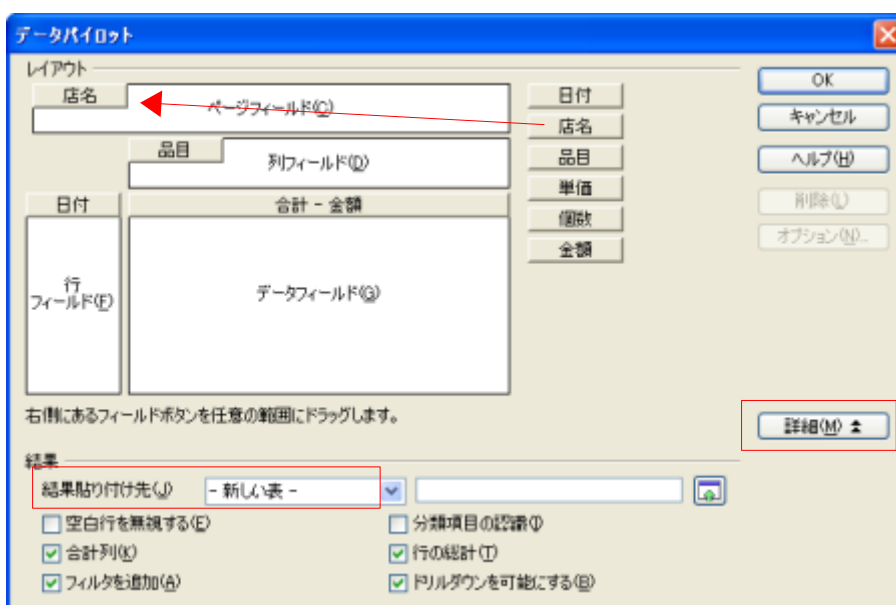 データパイロット
レイアウト
店名
ページフィールド(C)
品目
列フィールド(D)
日付
合計 - 金額
行
フィールド(F)
データフィールド(G)
日付
店名
品目
単価
個数
金額
OK
キャンセル
ヘルプ(H)
削除(L)
オプション(N)...
右側にあるフィールドボタンを任意の範囲にドラッグします。
詳細(M)
結果
結果貼り付け先(J)
- 新しい表 -
空白行を無視する(E)
分類項目の認識(I)
合計列(K)
行の総計(T)
フィルタを追加(A)
ドリルダウンを可能にする(B)